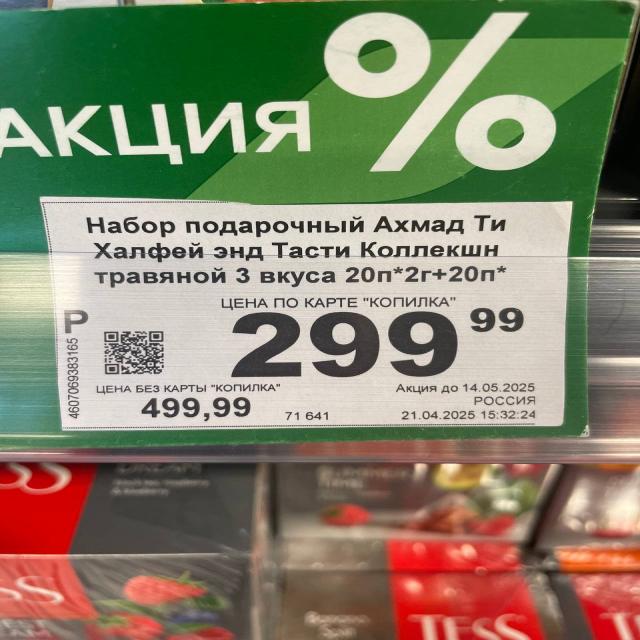 АКЦИЯ %
Набор подарочный Ахмад Ти
Халфей энд Тасти Коллекшн
травяной 3 вкуса 20п*2г+20п*
ЦЕНА ПО КАРТЕ "КОПИЛКА"
Р
299 99
4607069383165
ЦЕНА БЕЗ КАРТЫ "КОПИЛКА"
499,99
71 641
Акция до 14.05.2025
РОССИЯ
21.04.2025 15:32:24
TESS
TESS